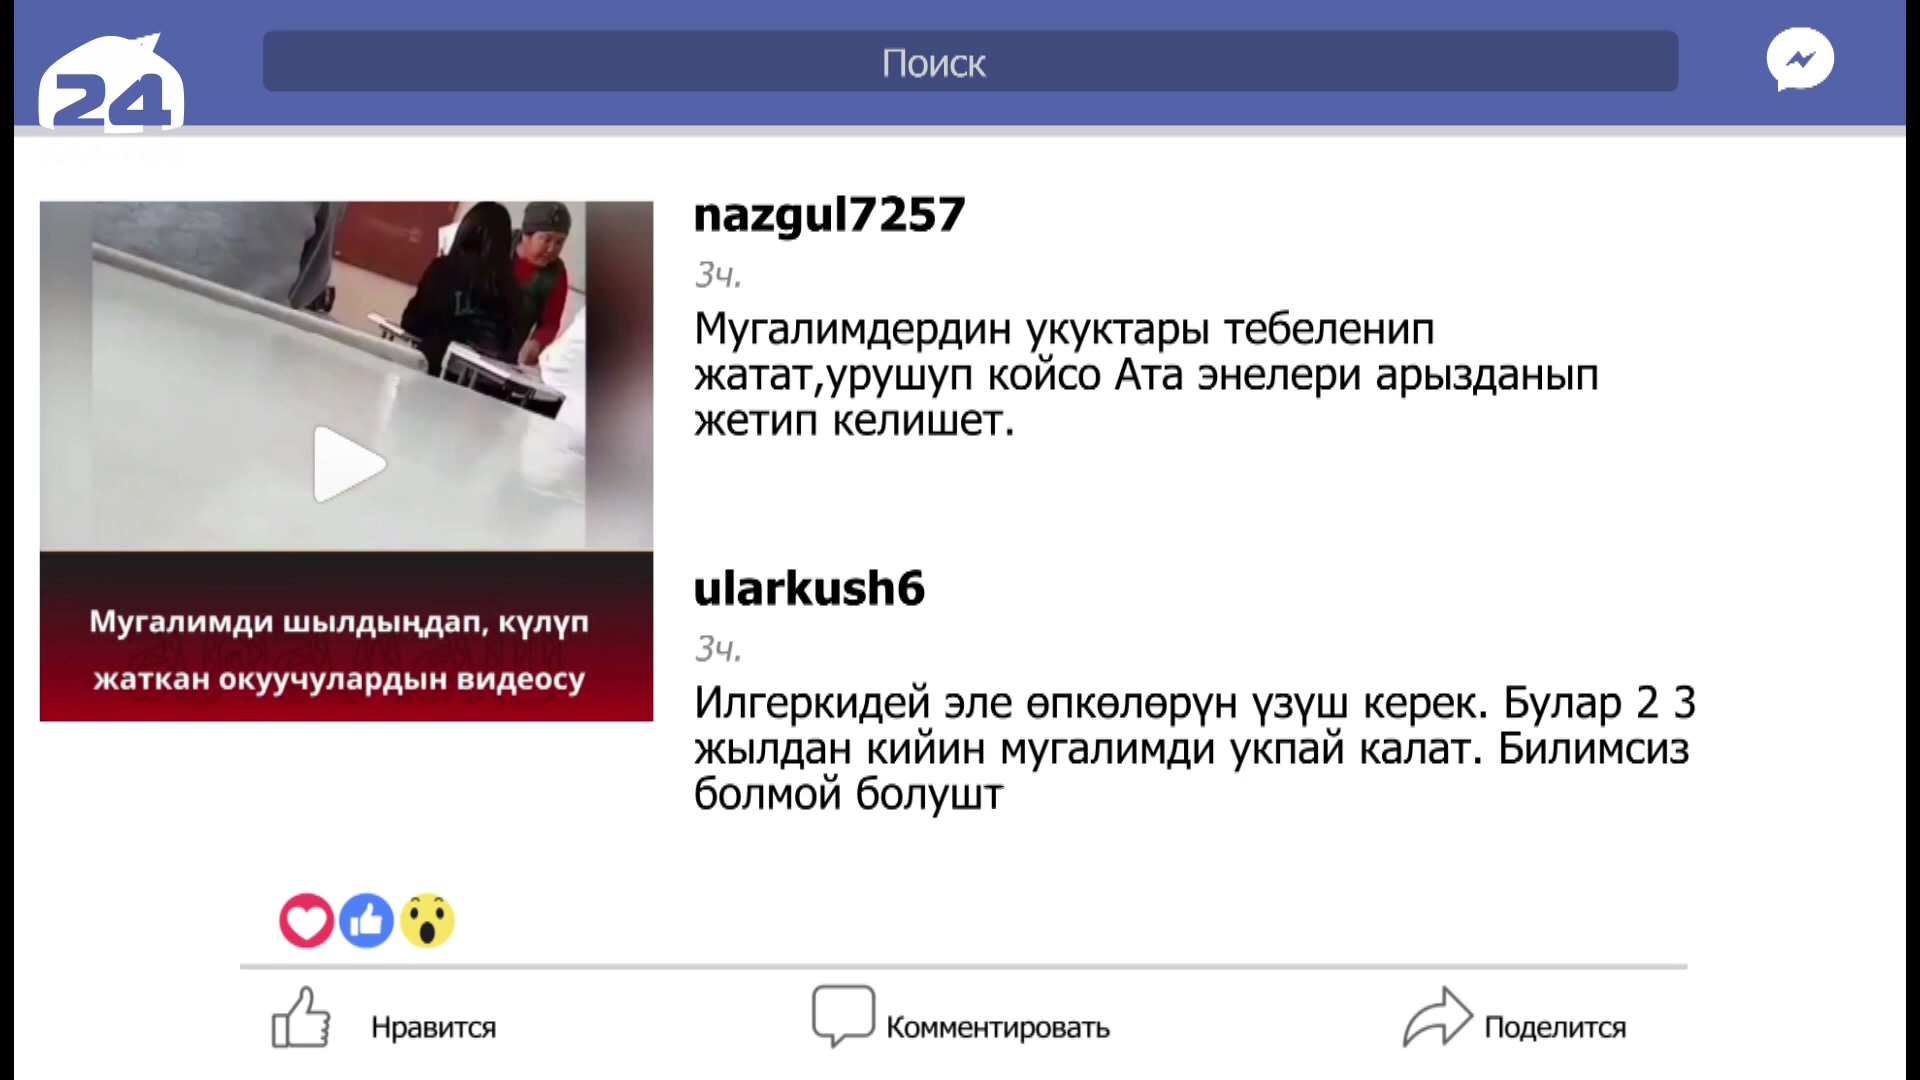 24
Поиск
nazgul7257
3ч.
Мугалимдердин укуктары тебеленип
жатат,урушуп койсо Ата энелери арызданып
жетип келишет.
Мугалимди шылдыңдап, күлүп
жаткан окуучулардын видеосу
ularkush6
3ч.
Илгеркидей эле өпкөлөрүн үзүш керек. Булар 2 3
жылдан кийин мугалимди укпай калат. Билимсиз
болмой болушт
Нравится
Комментировать
Поделится